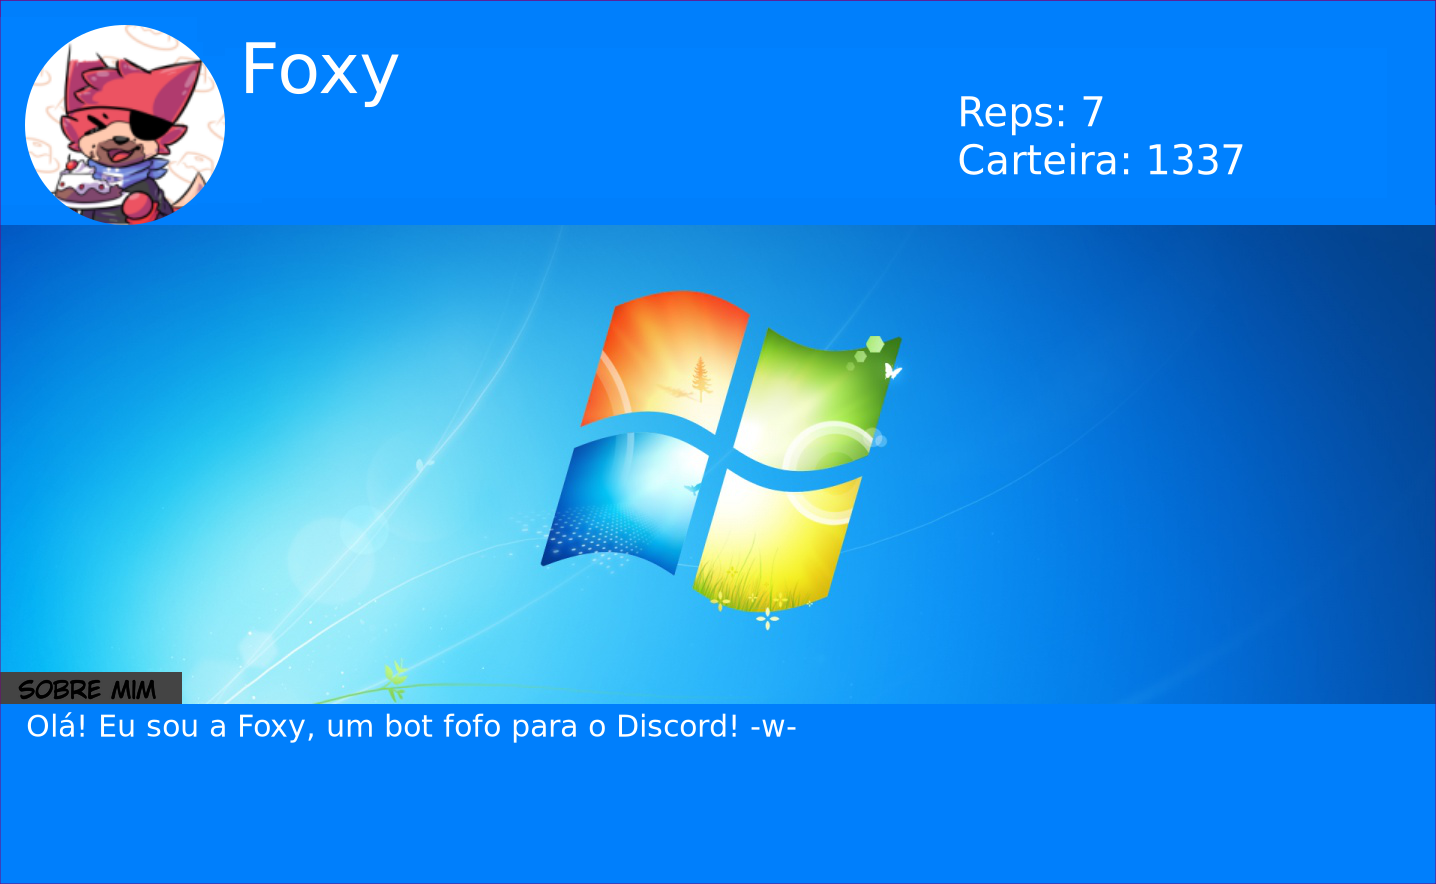 Foxy
Reps: 7
Carteira: 1337
SOBRE MIM
Olá! Eu sou a Foxy, um bot fofo para o Discord! -w-